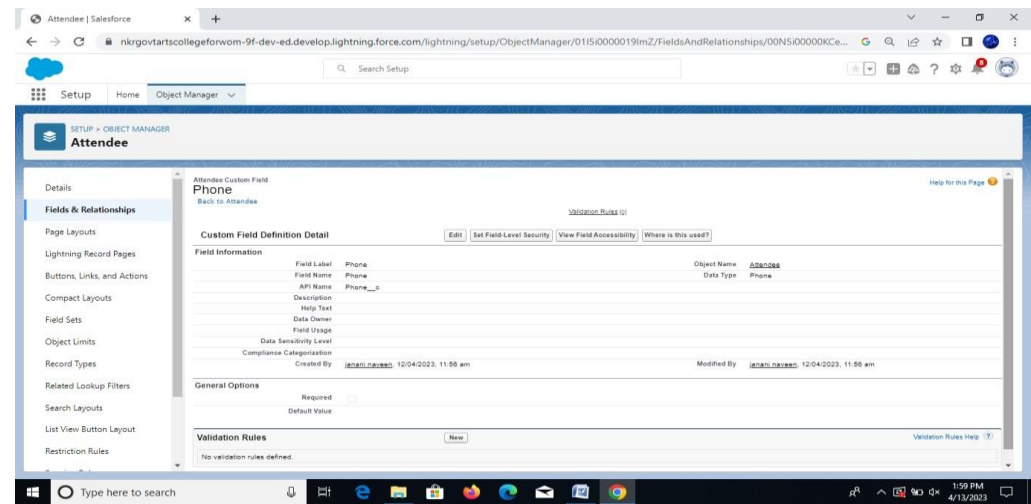 Attendee | Salesforce
nkrgovtartscollegeforwom-9f-dev-ed.develop.lightning.force.com/lightning/setup/ObjectManager/01I5i0000019ImZ/FieldsAndRelationships/00N5i00000KCe...
Search Setup
8
Setup Home Object Manager
SETUP > OBJECT MANAGER
Attendee
Details
Fields & Relationships
Page Layouts
Lightning Record Pages
Buttons, Links, and Actions
Compact Layouts
Field Sets
Object Limits
Record Types
Related Lookup Filters
Search Layouts
List View Button Layout
Restriction Rules
Attendee Custom Field
Phone
Back to Attendee
Help for this Page
Validation Rules [0]
Custom Field Definition Detail Edit Set Field-Level Security View Field Accessibility Where is this used?
Field Information
Field Label Phone Object Name Attendee
Field Name Phone Data Type Phone
API Name Phone__c
Description
Help Text
Data Owner
Field Usage
Data Sensitivity Level
Compliance Categorization
Created By janani naveen, 12/04/2023, 11:56 am Modified By janani naveen, 12/04/2023, 11:56 am
General Options
Required
Default Value
Validation Rules New Validation Rules Help ?
No validation rules defined.
Type here to search
1:59 PM
4/13/2023